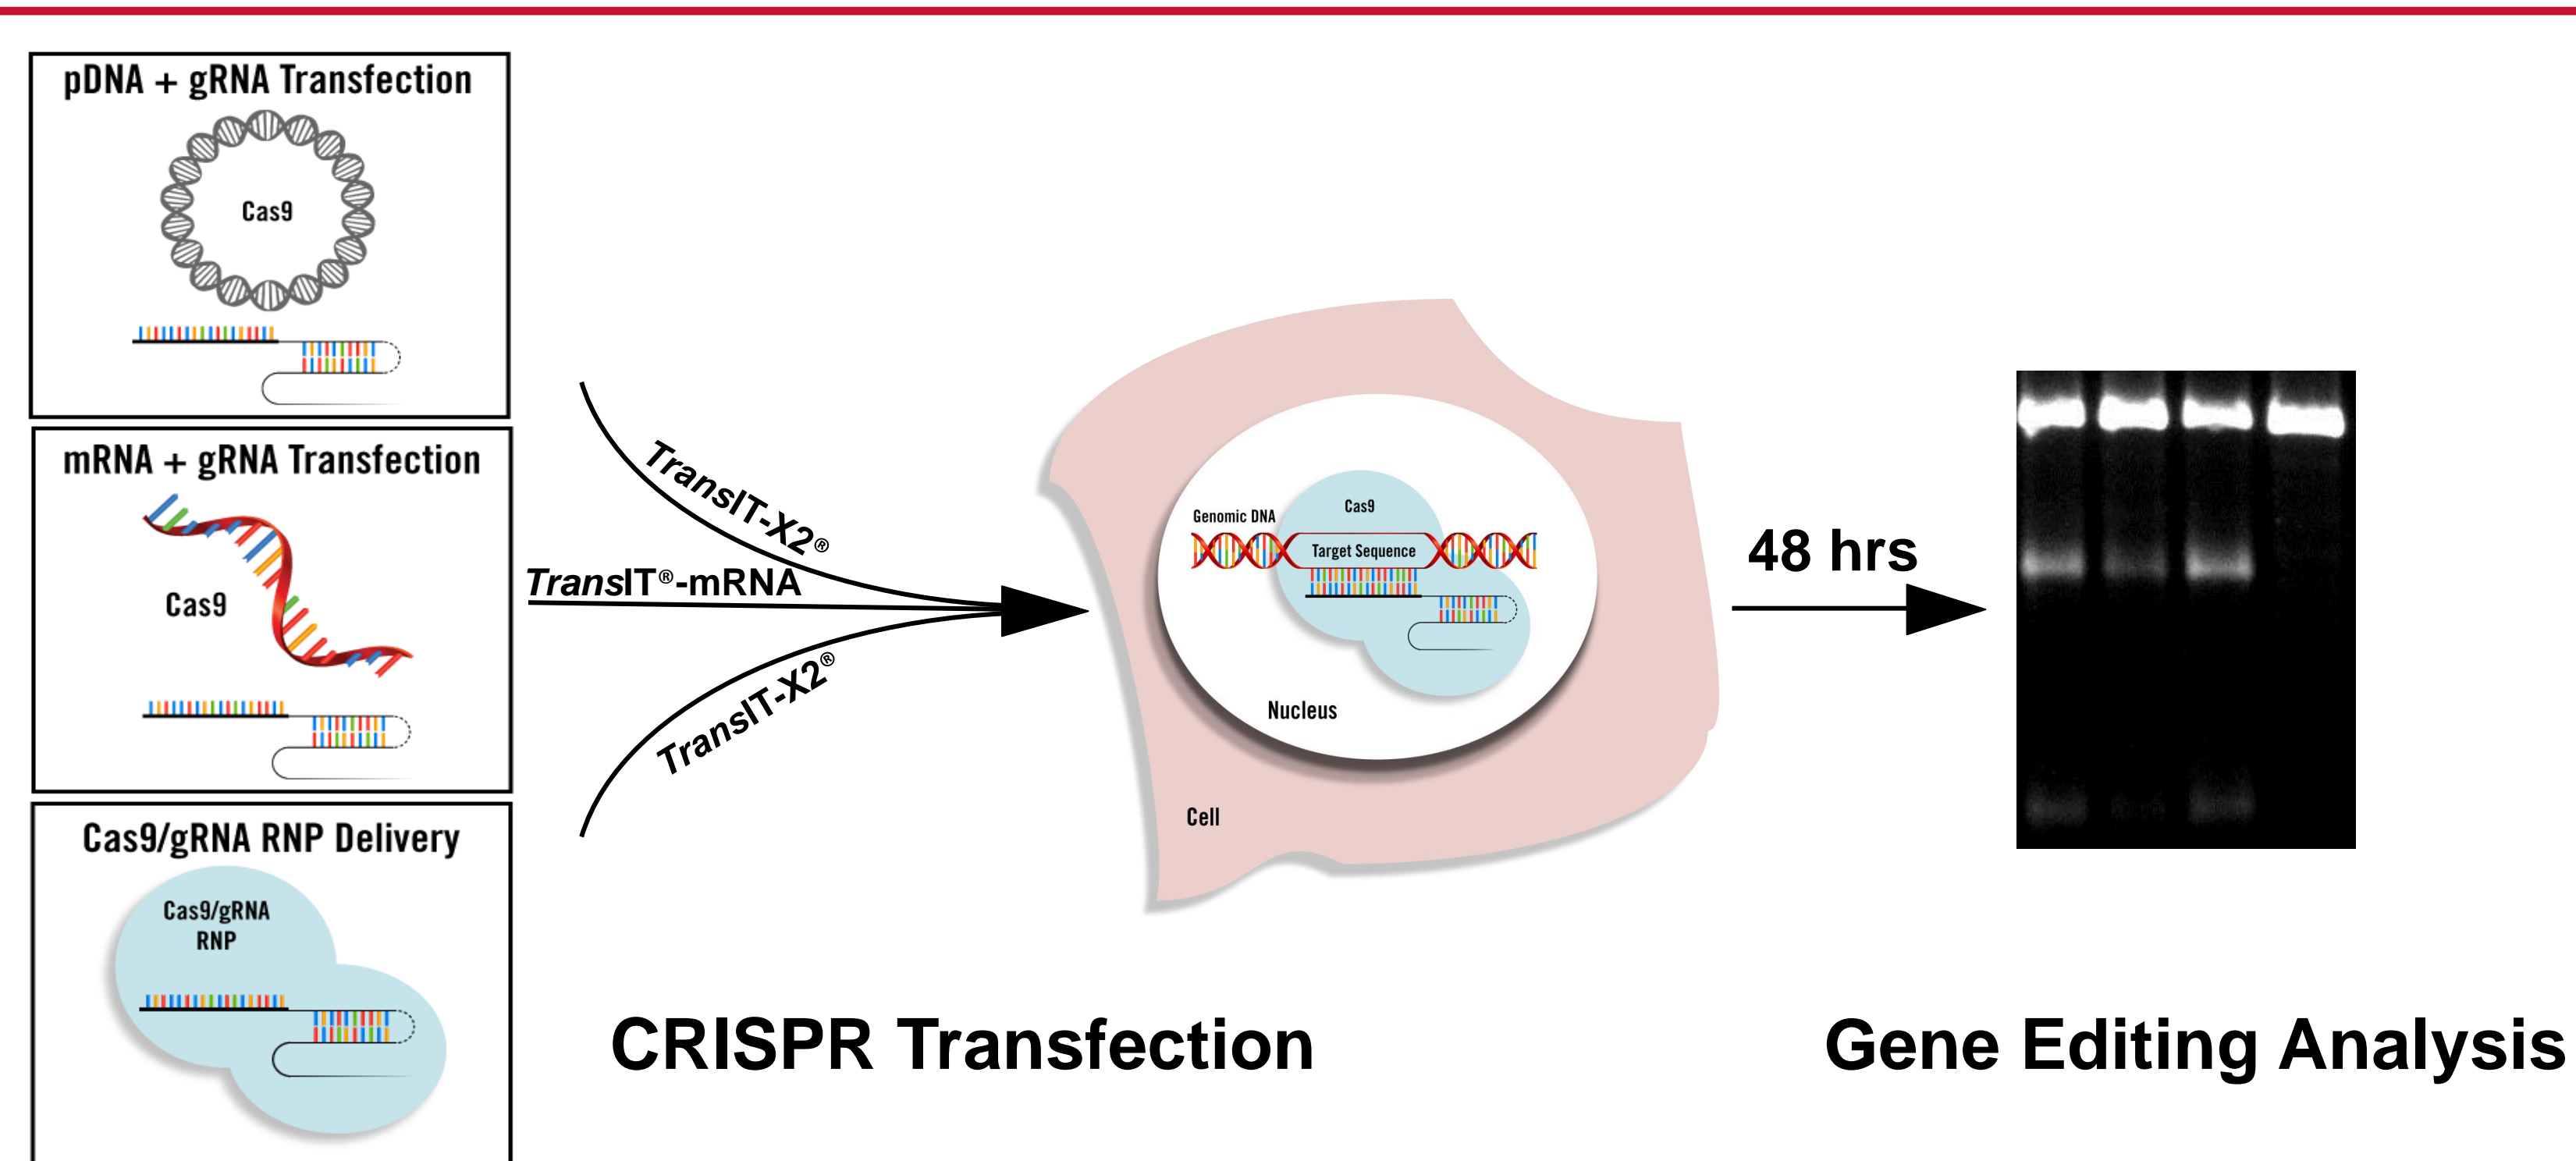 pDNA + gRNA Transfection
Cas9
mRNA + gRNA Transfection
Cas9
Cas9/gRNA RNP Delivery
Cas9/gRNA
RNP
TransIT-X2®
TransIT®-mRNA
TransIT-X2®
Cas9
Genomic DNA
Target Sequence
Nucleus
Cell
48 hrs
CRISPR Transfection
Gene Editing Analysis